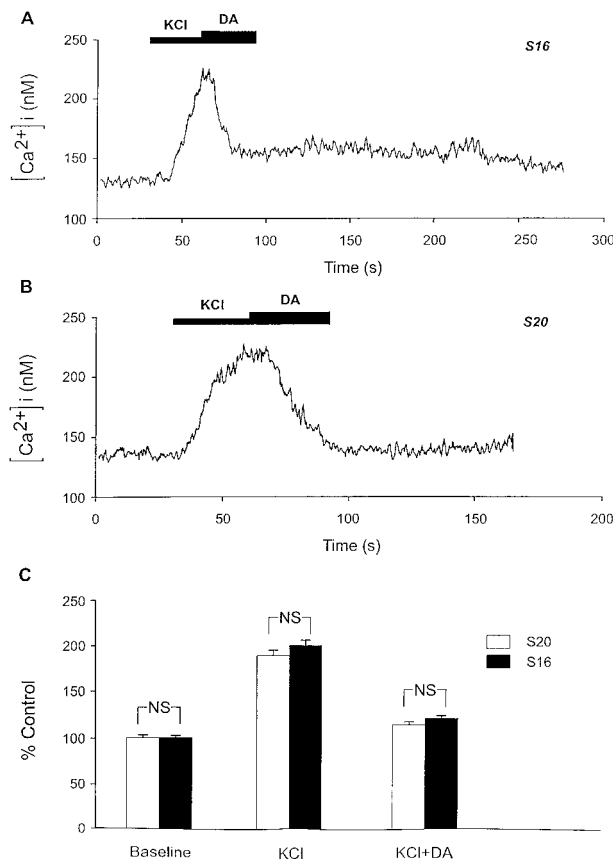 A
KCl
DA
S16
250
200
150
100
[Ca2+] i (nM)
0
50
100
150
200
250
300
Time (s)
B
KCl
DA
S20
250
200
150
100
[Ca2+] i (nM)
0
50
100
150
200
Time (s)
C
250
200
150
100
50
0
% Control
NS
NS
NS
S20
S16
Baseline
KCl
KCl+DA